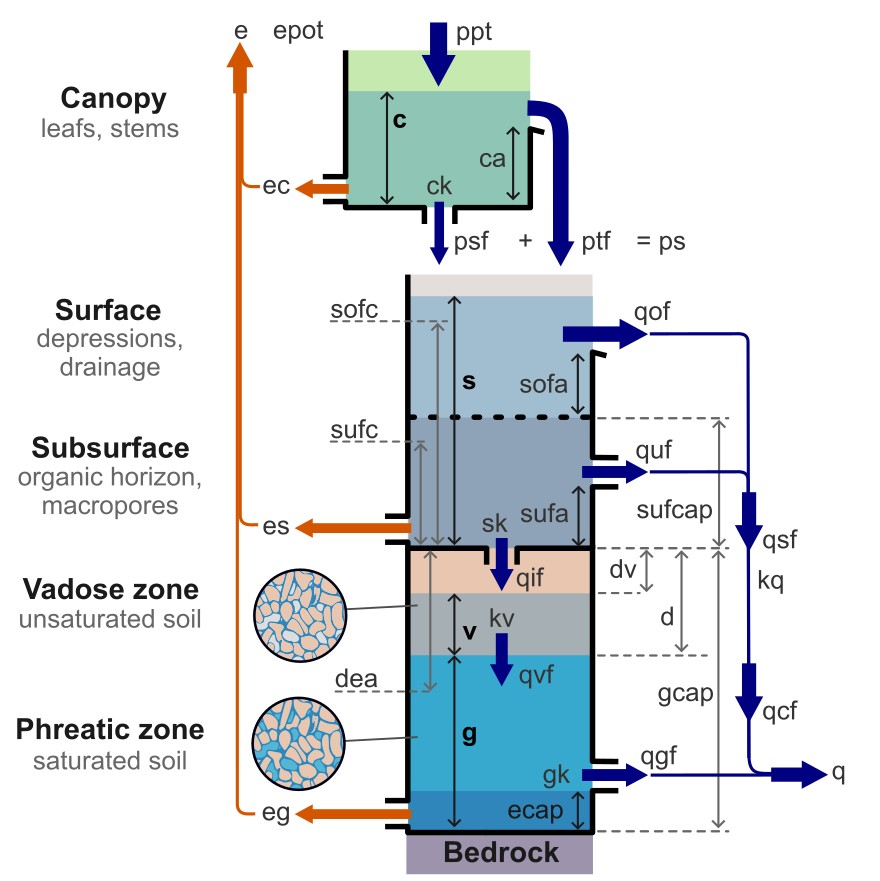 e epot
ppt
Canopy
leafs, stems
c
ca
ec
ck
psf + ptf = ps
Surface
depressions,
drainage
sofc
qof
s
sofa
Subsurface
organic horizon,
macropores
sufc
quf
sufa
sufcap
es
sk
qsf
Vadose zone
unsaturated soil
qif
dv
kq
v
kv
d
dea
qvf
gcap
Phreatic zone
saturated soil
g
qcf
gk
qgf
q
eg
ecap
Bedrock